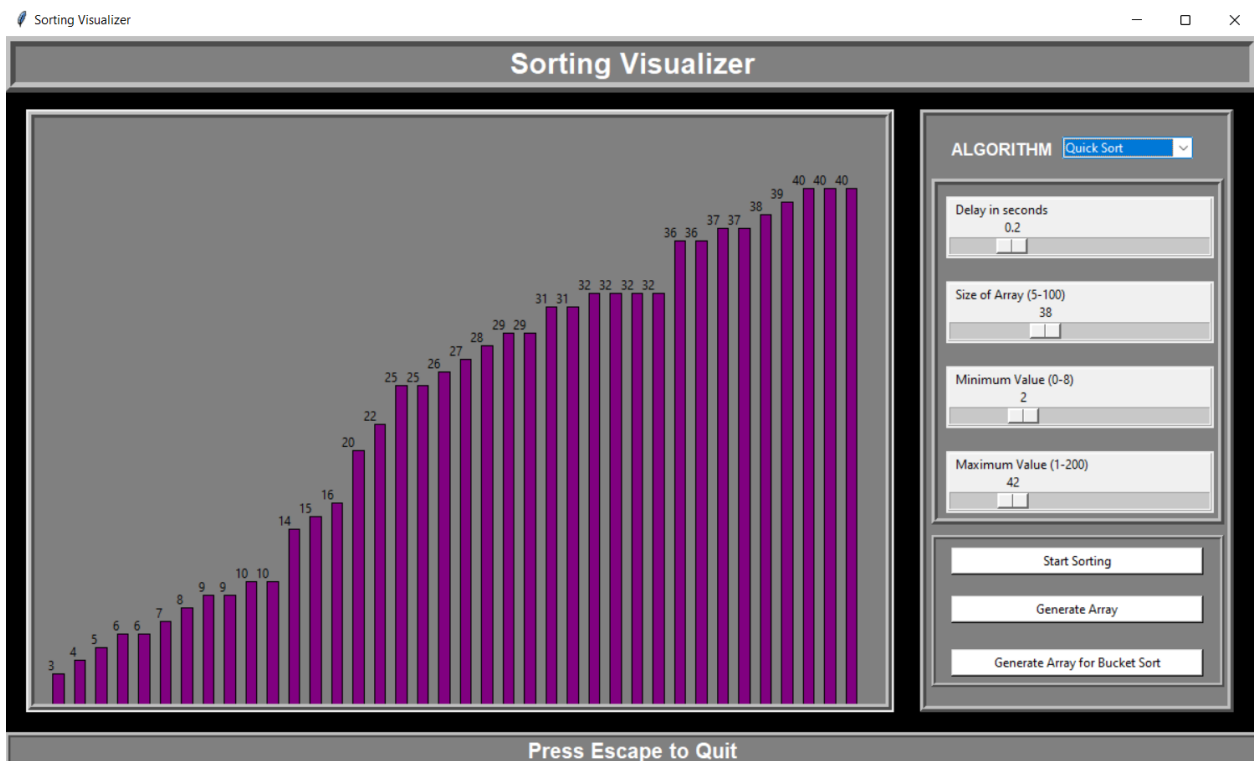 Sorting Visualizer
Sorting Visualizer
ALGORITHM Quick Sort
Delay in seconds
0.2
Size of Array (5-100)
38
Minimum Value (0-8)
2
Maximum Value (1-200)
42
Start Sorting
Generate Array
Generate Array for Bucket Sort
3 4 5 6 6 7 8 9 9 10 10 14 15 16 20 22 25 25 26 27 28 29 29 31 31 32 32 32 32 36 36 37 37 38 39 40 40 40
Press Escape to Quit